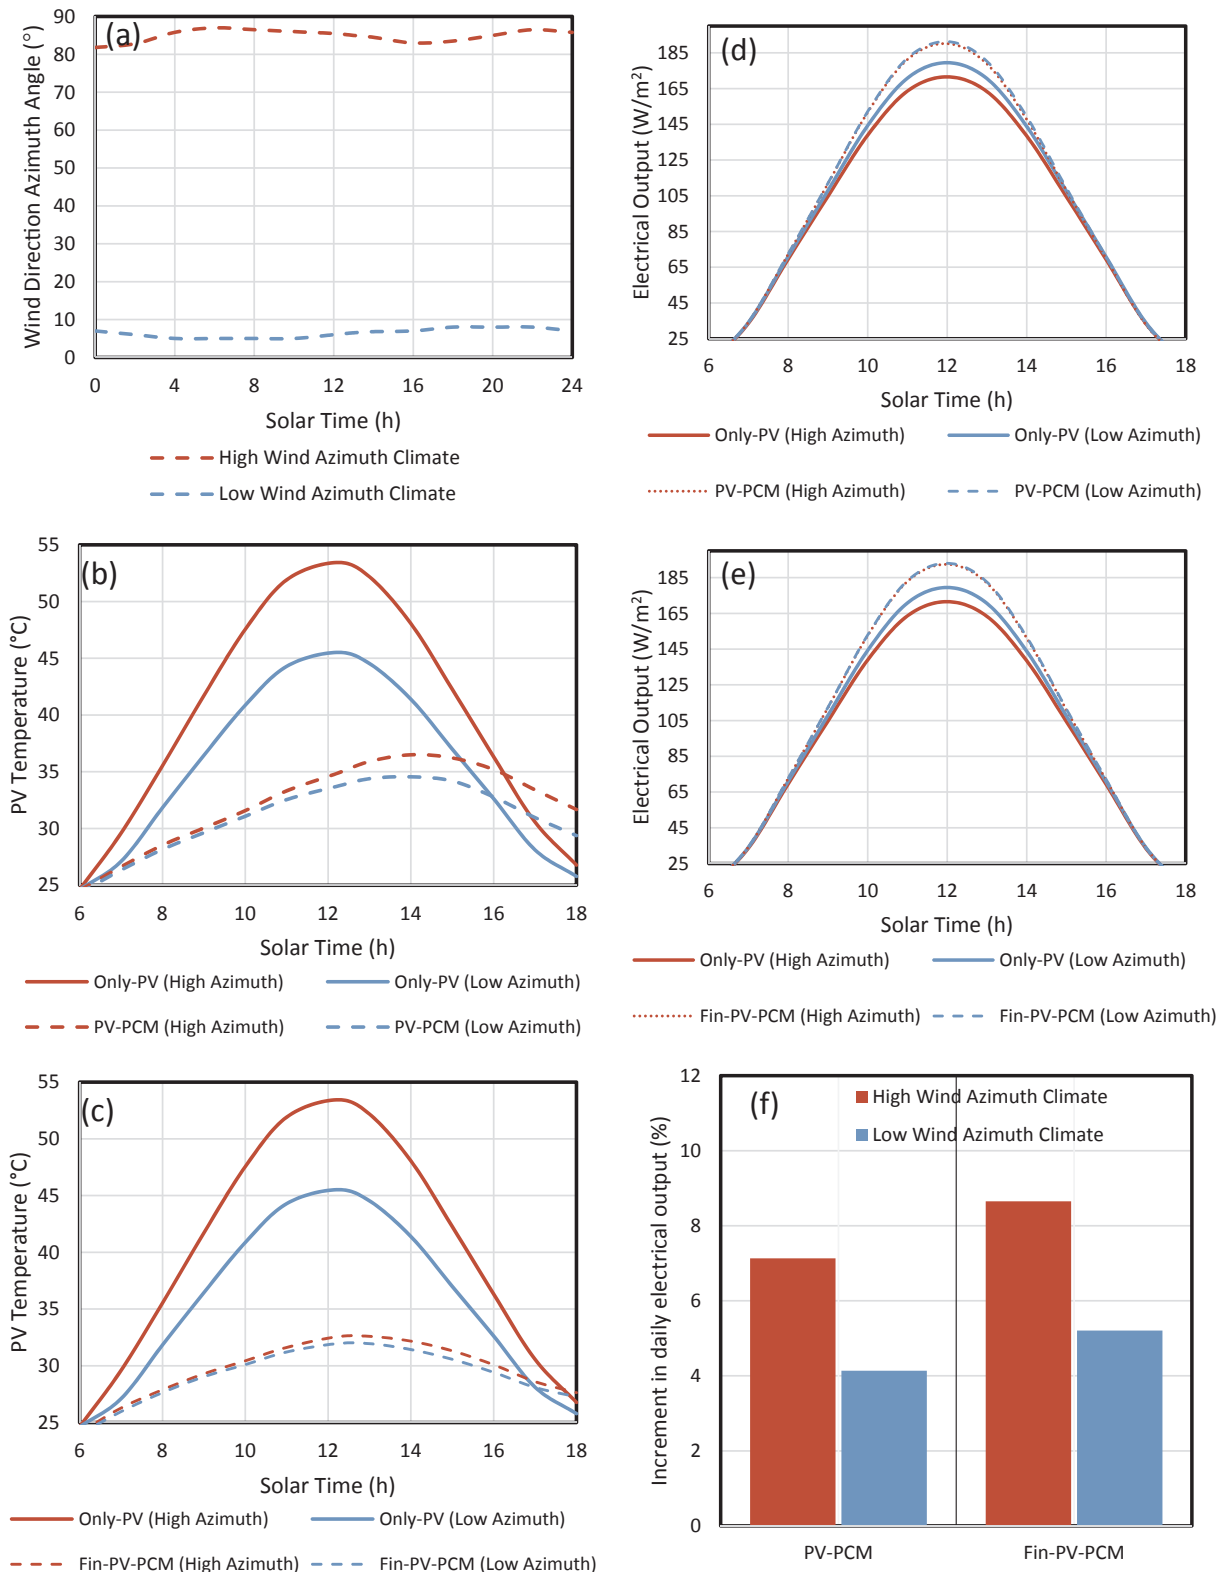 (a)
Wind Direction Azimuth Angle (°)
90
80
70
60
50
40
30
20
10
0
0 4 8 12 16 20 24
Solar Time (h)
High Wind Azimuth Climate
Low Wind Azimuth Climate
(d)
Electrical Output (W/m²)
185
165
145
125
105
85
65
45
25
6 8 10 12 14 16 18
Solar Time (h)
Only-PV (High Azimuth) Only-PV (Low Azimuth)
PV-PCM (High Azimuth) PV-PCM (Low Azimuth)
(b)
PV Temperature (°C)
55
50
45
40
35
30
25
6 8 10 12 14 16 18
Solar Time (h)
Only-PV (High Azimuth) Only-PV (Low Azimuth)
PV-PCM (High Azimuth) PV-PCM (Low Azimuth)
(e)
Electrical Output (W/m²)
185
165
145
125
105
85
65
45
25
6 8 10 12 14 16 18
Solar Time (h)
Only-PV (High Azimuth) Only-PV (Low Azimuth)
Fin-PV-PCM (High Azimuth) Fin-PV-PCM (Low Azimuth)
(c)
PV Temperature (°C)
55
50
45
40
35
30
25
6 8 10 12 14 16 18
Solar Time (h)
Only-PV (High Azimuth) Only-PV (Low Azimuth)
Fin-PV-PCM (High Azimuth) Fin-PV-PCM (Low Azimuth)
(f)
Increment in daily electrical output (%)
12
10
8
6
4
2
0
High Wind Azimuth Climate
Low Wind Azimuth Climate
PV-PCM Fin-PV-PCM